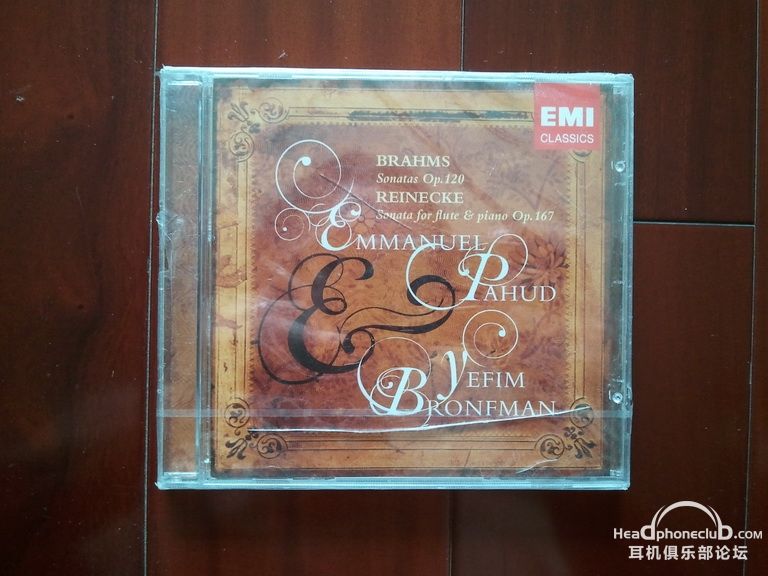 EMI
CLASSICS
BRAHMS
Sonatas Op.120
REINECKE
Sonata for flute & piano Op.167
EMMANUEL
PAHUD
&
YEFIM
BRONFMAN
Headphoneclub.com
耳机俱乐部论坛